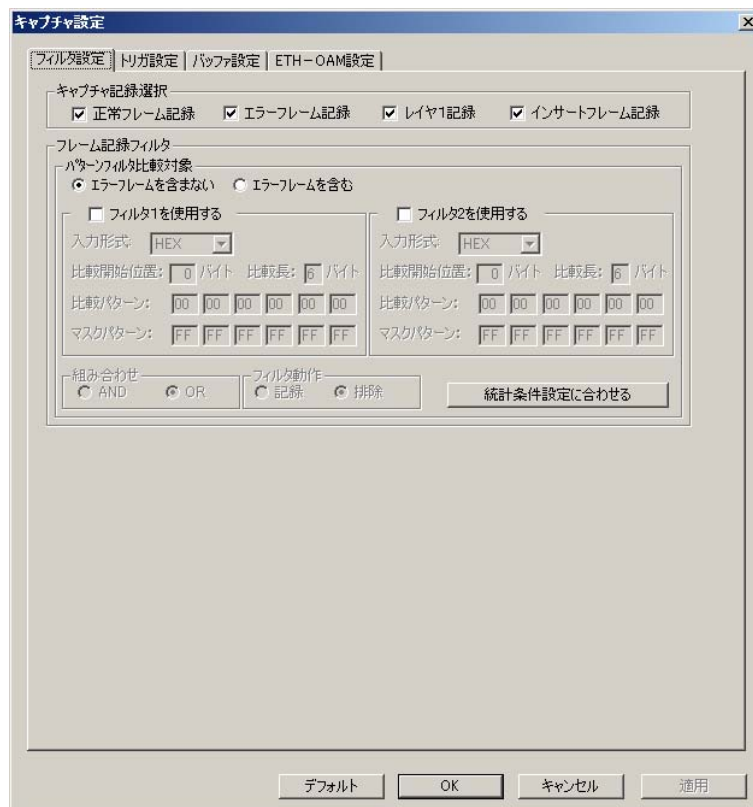 キャプチャ設定
フィルタ設定 トリガ設定 バッファ設定 ETH-OAM設定
キャプチャ記録選択
正常フレーム記録 エラーフレーム記録 レイヤ1記録 インサートフレーム記録
フレーム記録フィルタ
パターンフィルタ比較対象
エラーフレームを含まない エラーフレームを含む
フィルタ1を使用する
入力形式: HEX
比較開始位置: 0 バイト 比較長: 6 バイト
比較パターン: 00 00 00 00 00 00
マスクパターン: FF FF FF FF FF FF
フィルタ2を使用する
入力形式: HEX
比較開始位置: 0 バイト 比較長: 6 バイト
比較パターン: 00 00 00 00 00 00
マスクパターン: FF FF FF FF FF FF
組み合わせ
AND OR
フィルタ動作
記録 排除
統計条件設定に合わせる
デフォルト OK キャンセル 適用